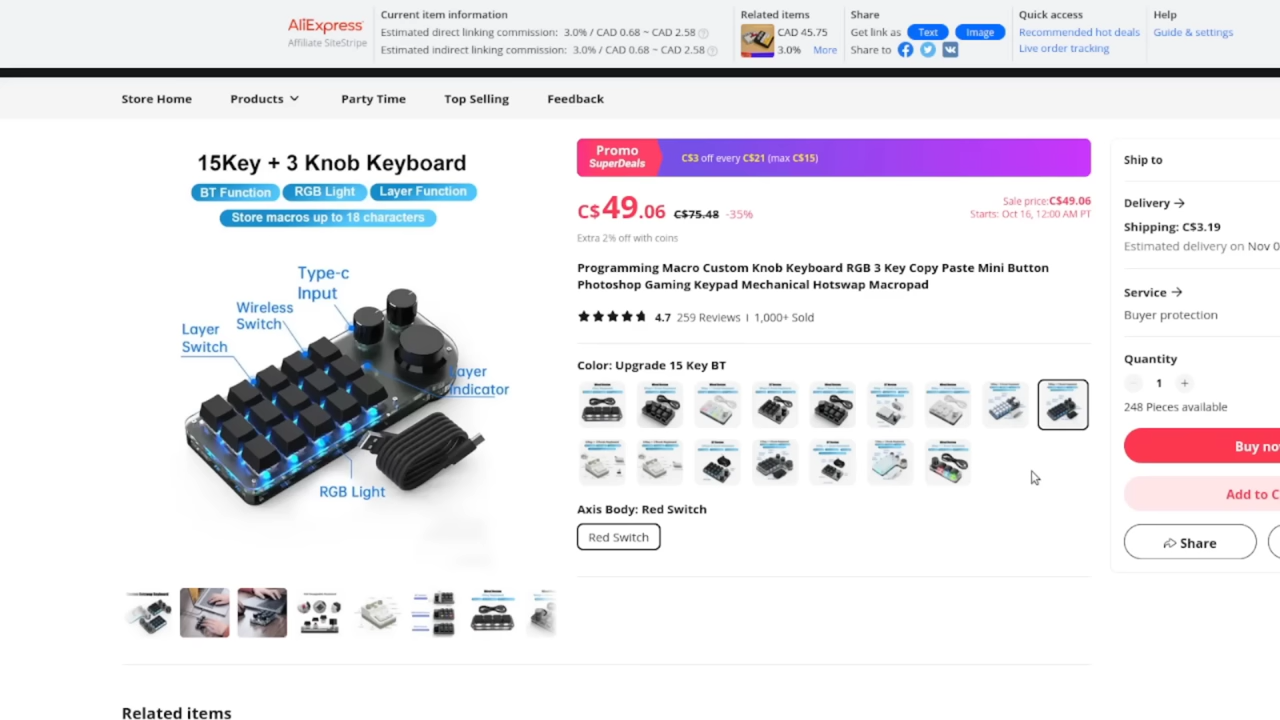 AliExpress
Affiliate SiteStripe
Current item information
Estimated direct linking commission: 3.0% / CAD 0.68 ~ CAD 2.58
Estimated indirect linking commission: 3.0% / CAD 0.68 ~ CAD 2.58
Related items
CAD 45.75
3.0% More
Share
Get link as Text Image
Share to
Quick access
Recommended hot deals
Live order tracking
Help
Guide & settings
Store Home Products Party Time Top Selling Feedback
15Key + 3 Knob Keyboard
BT Function RGB Light Layer Function
Store macros up to 18 characters
Type-c
Input
Wireless
Switch
Layer
Switch
Layer
Indicator
RGB Light
Promo
SuperDeals
C$3 off every C$21 (max C$15)
C$49.06 C$75.48 -35%
Sale price:C$49.06
Starts: Oct 16, 12:00 AM PT
Extra 2% off with coins
Programming Macro Custom Knob Keyboard RGB 3 Key Copy Paste Mini Button
Photoshop Gaming Keypad Mechanical Hotswap Macropad
4.7 259 Reviews I 1,000+ Sold
Color: Upgrade 15 Key BT
Axis Body: Red Switch
Red Switch
Ship to
Delivery
Shipping: C$3.19
Estimated delivery on Nov 0
Service
Buyer protection
Quantity
1
248 Pieces available
Buy no
Add to C
Share
Related items